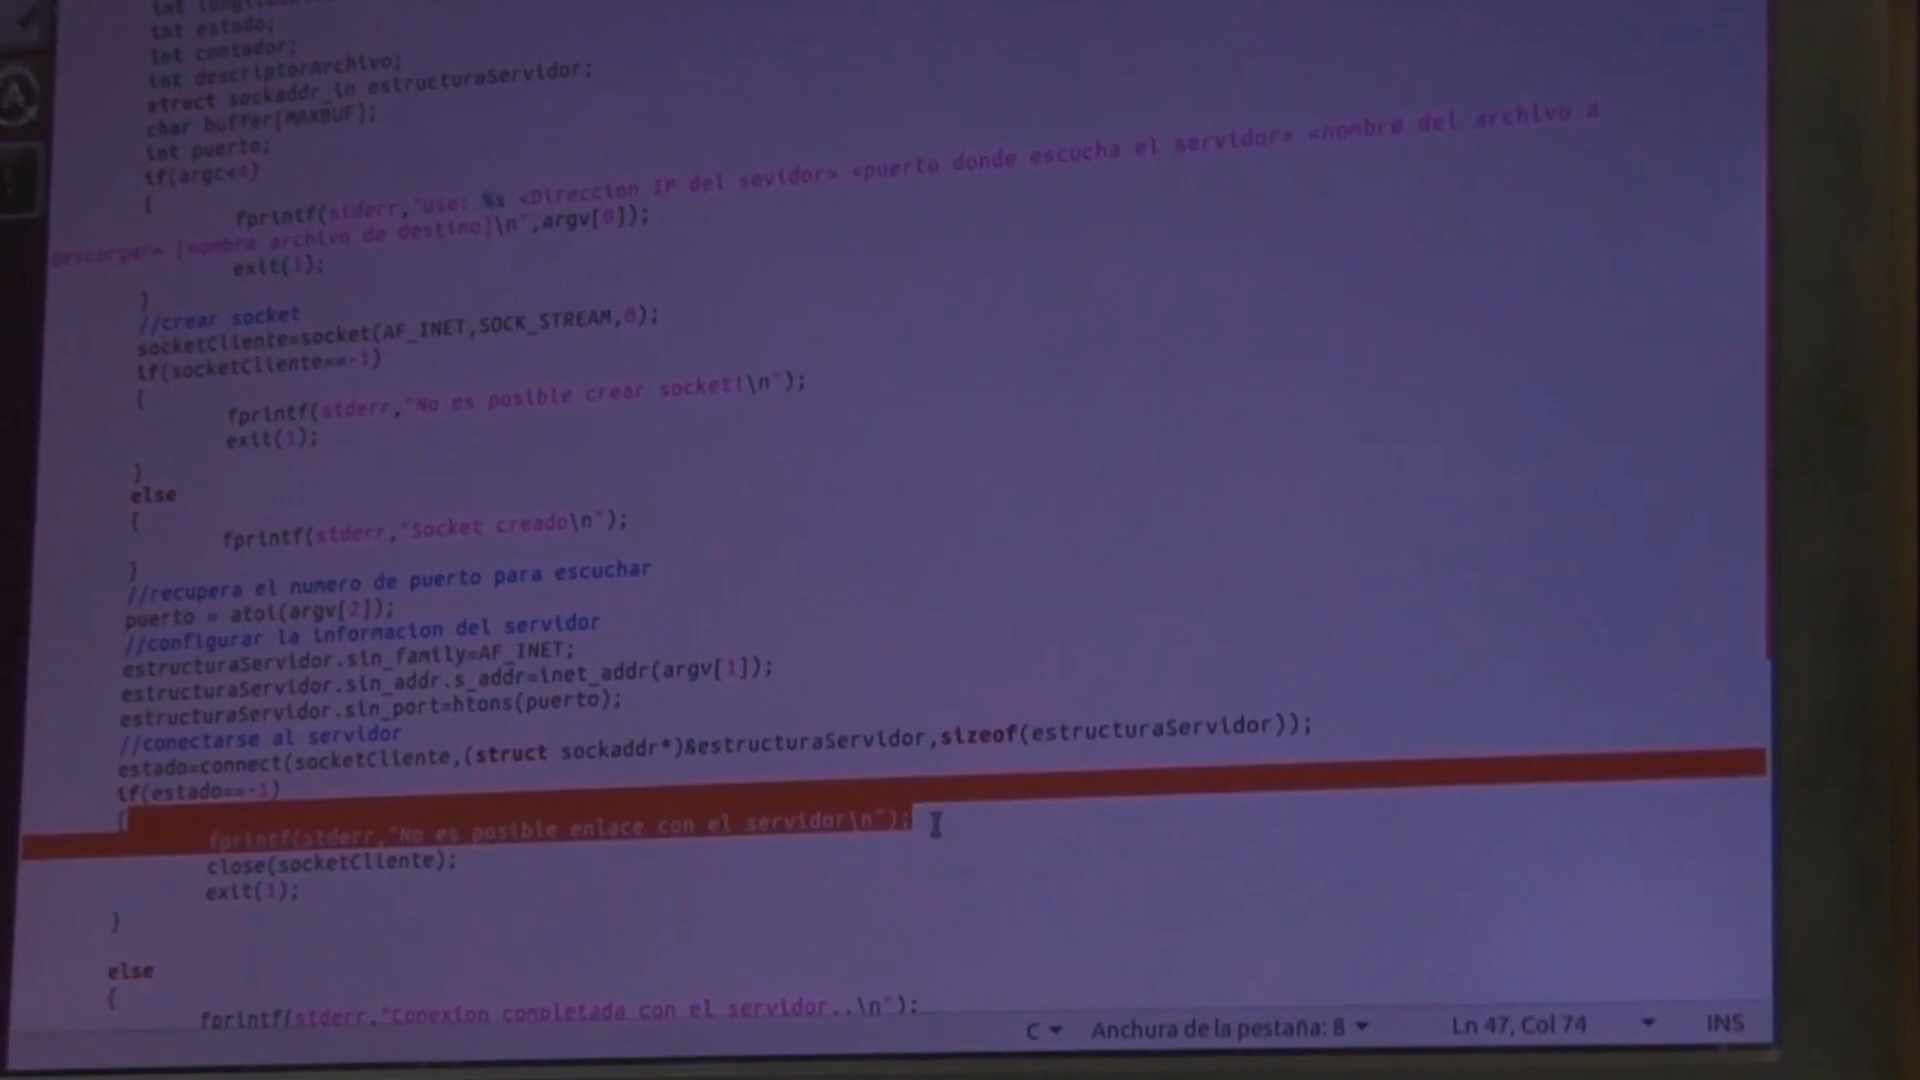 int estado;
int contador;
int descriptorArchivo;
struct sockaddr_in estructuraServidor;
char buffer[MAXBUF];
int puerto;
if(argc<4)
{
fprintf(stderr,"use: %s <Direccion IP del sevidor> <puerto donde escucha el servidor> <nombre del archivo a
descargar> [nombre archivo de destino]\n",argv[0]);
exit(1);
}
//crear socket
socketCliente=socket(AF_INET,SOCK_STREAM,0);
if(socketCliente==-1)
{
fprintf(stderr,"No es posible crear socket!\n");
exit(1);
}
else
{
fprintf(stderr,"Socket creado\n");
}
//recupera el numero de puerto para escuchar
puerto = atoi(argv[2]);
//configurar la informacion del servidor
estructuraServidor.sin_family=AF_INET;
estructuraServidor.sin_addr.s_addr=inet_addr(argv[1]);
estructuraServidor.sin_port=htons(puerto);
//conectarse al servidor
estado=connect(socketCliente,(struct sockaddr*)&estructuraServidor,sizeof(estructuraServidor));
if(estado==-1)
{
fprintf(stderr,"No es posible enlace con el servidor\n");
close(socketCliente);
exit(1);
}
else
{
fprintf(stderr,"Conexion completada con el servidor..\n");
C Anchura de la pestaña: 8 Ln 47, Col 74 INS